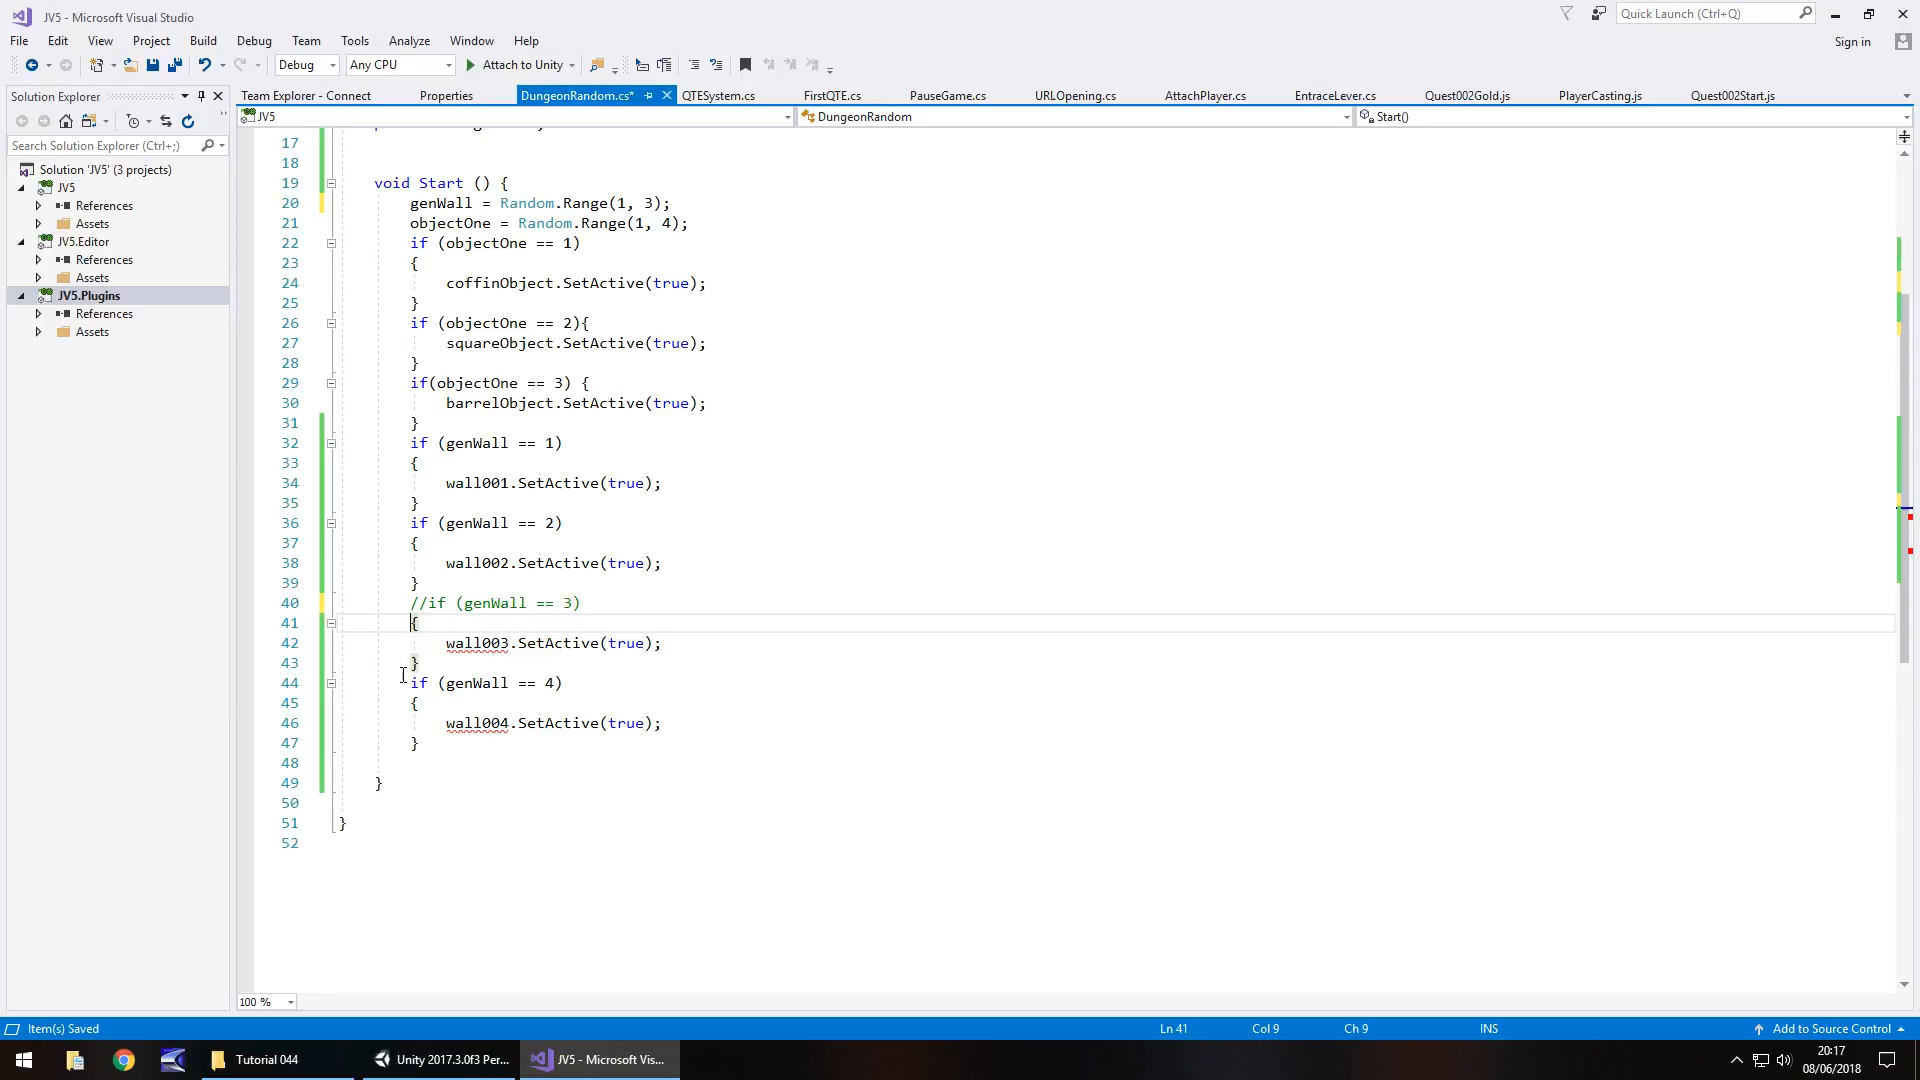 JV5 - Microsoft Visual Studio
Quick Launch (Ctrl+Q)
File Edit View Project Build Debug Team Tools Analyze Window Help
Sign in
Debug Any CPU Attach to Unity
Solution Explorer
Team Explorer - Connect Properties DungeonRandom.cs* QTESystem.cs FirstQTE.cs PauseGame.cs URLOpening.cs AttachPlayer.cs EntraceLever.cs Quest002Gold.js PlayerCasting.js Quest002Start.js
JV5 DungeonRandom Start()
Search Solution Explorer (Ctrl+;)
Solution 'JV5' (3 projects)
JV5
References
Assets
JV5.Editor
References
Assets
JV5.Plugins
References
Assets
17
18
19 void Start () {
20 genWall = Random.Range(1, 3);
21 objectOne = Random.Range(1, 4);
22 if (objectOne == 1)
23 {
24 coffinObject.SetActive(true);
25 }
26 if (objectOne == 2){
27 squareObject.SetActive(true);
28 }
29 if(objectOne == 3) {
30 barrelObject.SetActive(true);
31 }
32 if (genWall == 1)
33 {
34 wall001.SetActive(true);
35 }
36 if (genWall == 2)
37 {
38 wall002.SetActive(true);
39 }
40 //if (genWall == 3)
41 {
42 wall003.SetActive(true);
43 }
44 if (genWall == 4)
45 {
46 wall004.SetActive(true);
47 }
48
49 }
50
51 }
52
100 %
Item(s) Saved Ln 41 Col 9 Ch 9 INS Add to Source Control
Tutorial 044 Unity 2017.3.0f3 Per... JV5 - Microsoft Vis...
20:17
08/06/2018